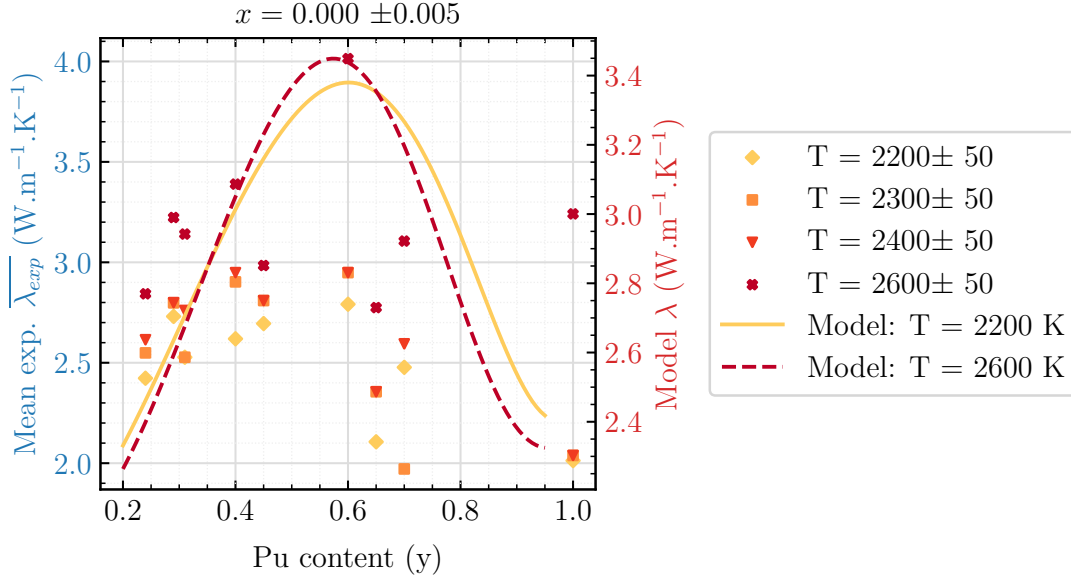 x = 0.000 ±0.005
Mean exp. λ̅_exp (W.m⁻¹.K⁻¹)
4.0
3.5
3.0
2.5
2.0
0.2
0.4
0.6
0.8
1.0
Pu content (y)
3.4
3.2
3.0
2.8
2.6
2.4
Model λ (W.m⁻¹.K⁻¹)
T = 2200± 50
T = 2300± 50
T = 2400± 50
T = 2600± 50
Model: T = 2200 K
Model: T = 2600 K